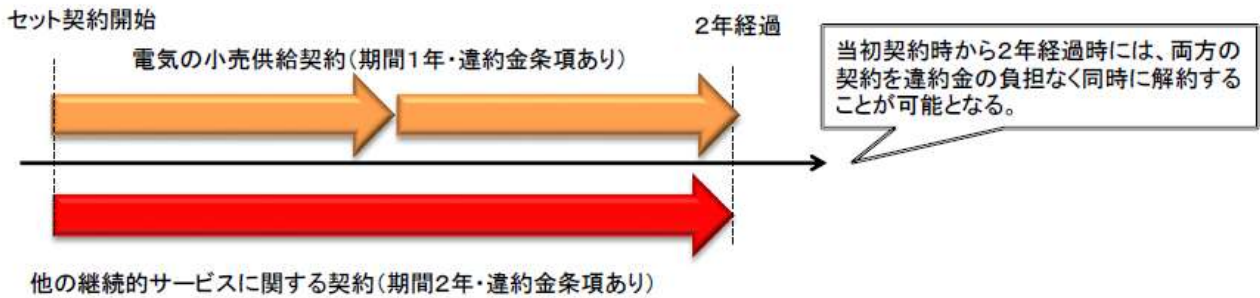 セット契約開始
2年経過
電気の小売供給契約(期間1年・違約金条項あり)
当初契約時から2年経過時には、両方の
契約を違約金の負担なく同時に解約する
ことが可能となる。
他の継続的サービスに関する契約(期間2年・違約金条項あり)